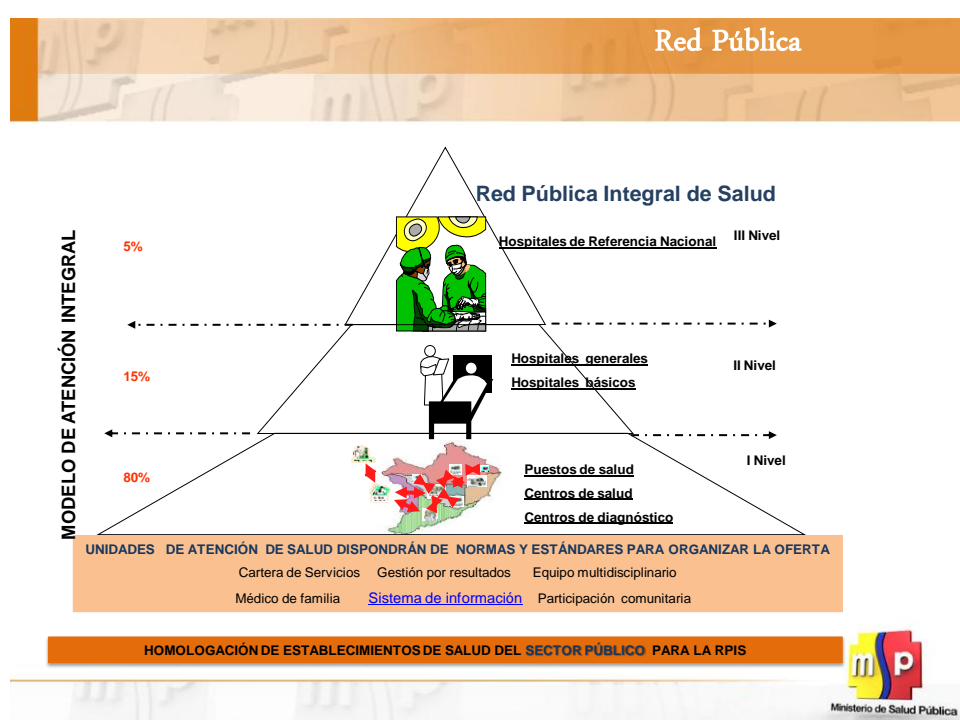 Red Pública
Red Pública Integral de Salud
MODELO DE ATENCIÓN INTEGRAL
5%
Hospitales de Referencia Nacional
III Nivel
15%
Hospitales generales
Hospitales básicos
II Nivel
80%
Puestos de salud
Centros de salud
Centros de diagnóstico
I Nivel
UNIDADES DE ATENCIÓN DE SALUD DISPONDRÁN DE NORMAS Y ESTÁNDARES PARA ORGANIZAR LA OFERTA
Cartera de Servicios Gestión por resultados Equipo multidisciplinario
Médico de familia Sistema de información Participación comunitaria
HOMOLOGACIÓN DE ESTABLECIMIENTOS DE SALUD DEL SECTOR PÚBLICO PARA LA RPIS
m p
Ministerio de Salud Pública